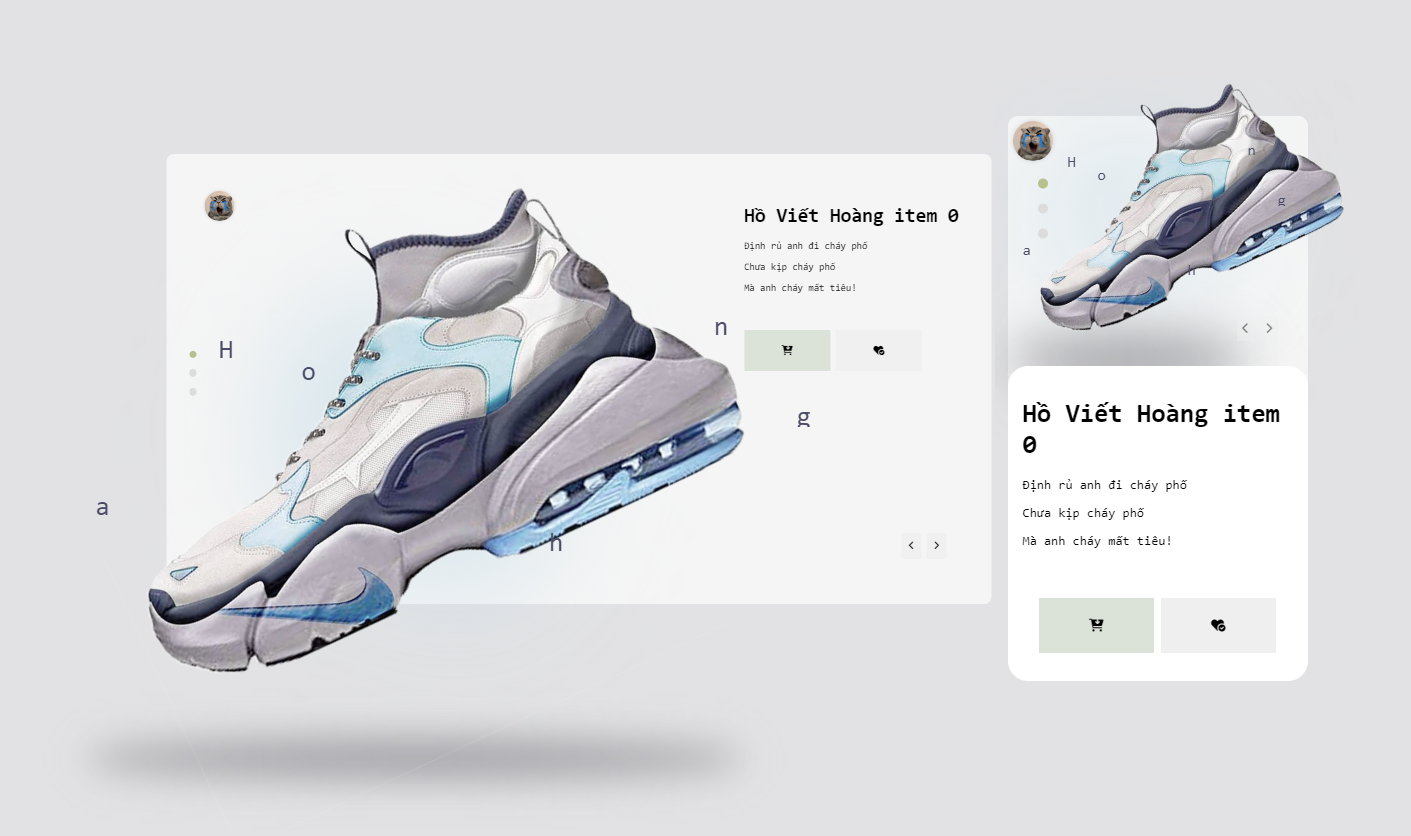 H
o
a
n
g
h
Hồ Viết Hoàng item 0
Định rủ anh đi cháy phố
Chưa kịp cháy phố
Mà anh cháy mất tiêu!
H
o
a
n
g
h
Hồ Viết Hoàng item
0
Định rủ anh đi cháy phố
Chưa kịp cháy phố
Mà anh cháy mất tiêu!